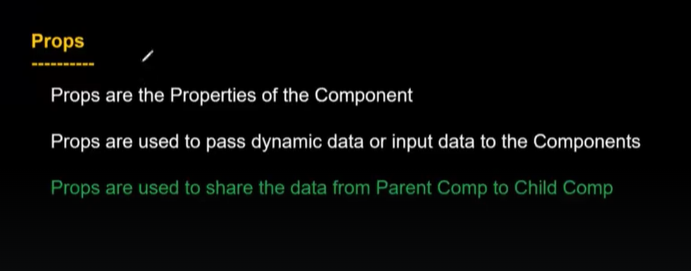 Props
----------
Props are the Properties of the Component
Props are used to pass dynamic data or input data to the Components
Props are used to share the data from Parent Comp to Child Comp